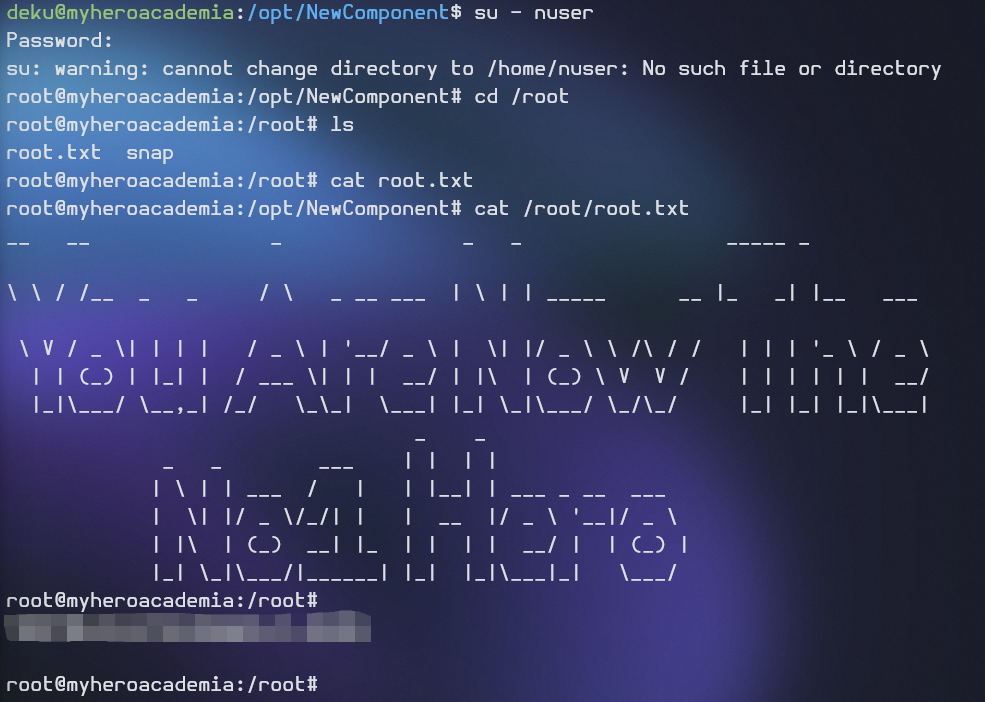 deku@myheroacademia:/opt/NewComponent$ su - nuser
Password:
su: warning: cannot change directory to /home/nuser: No such file or directory
root@myheroacademia:/opt/NewComponent# cd /root
root@myheroacademia:/root# ls
root.txt  snap
root@myheroacademia:/root# cat root.txt
root@myheroacademia:/opt/NewComponent# cat /root/root.txt
__   __               _               _   _                 _____ _
\ \ / /__  _   _     / \   _ __ ___  | \ | | _____      __ |_   _| |__   ___
 \ V / _ \| | | |   / _ \ | '__/ _ \ |  \| |/ _ \ \ /\ / /   | | | '_ \ / _ \
  | | (_) | |_| |  / ___ \| | |  __/ | |\  | (_) \ V  V /    | | | | | |  __/
  |_|\___/ \__,_| /_/   \_\_|  \___| |_| \_|\___/ \_/\_/     |_| |_| |_|\___|
                                  _    _
             _   _        ___    | |  | |
            | \ | | ___  /   |   | |__| | ___ _ __  ___
            |  \| |/ _ \/_/| |   |  __  |/ _ \ '__|/ _ \
            | |\  | (_)  __| |_  | |  | |  __/ |  | (_) |
            |_| \_|\___/|______| |_|  |_|\___|_|   \___/
root@myheroacademia:/root#
root@myheroacademia:/root#